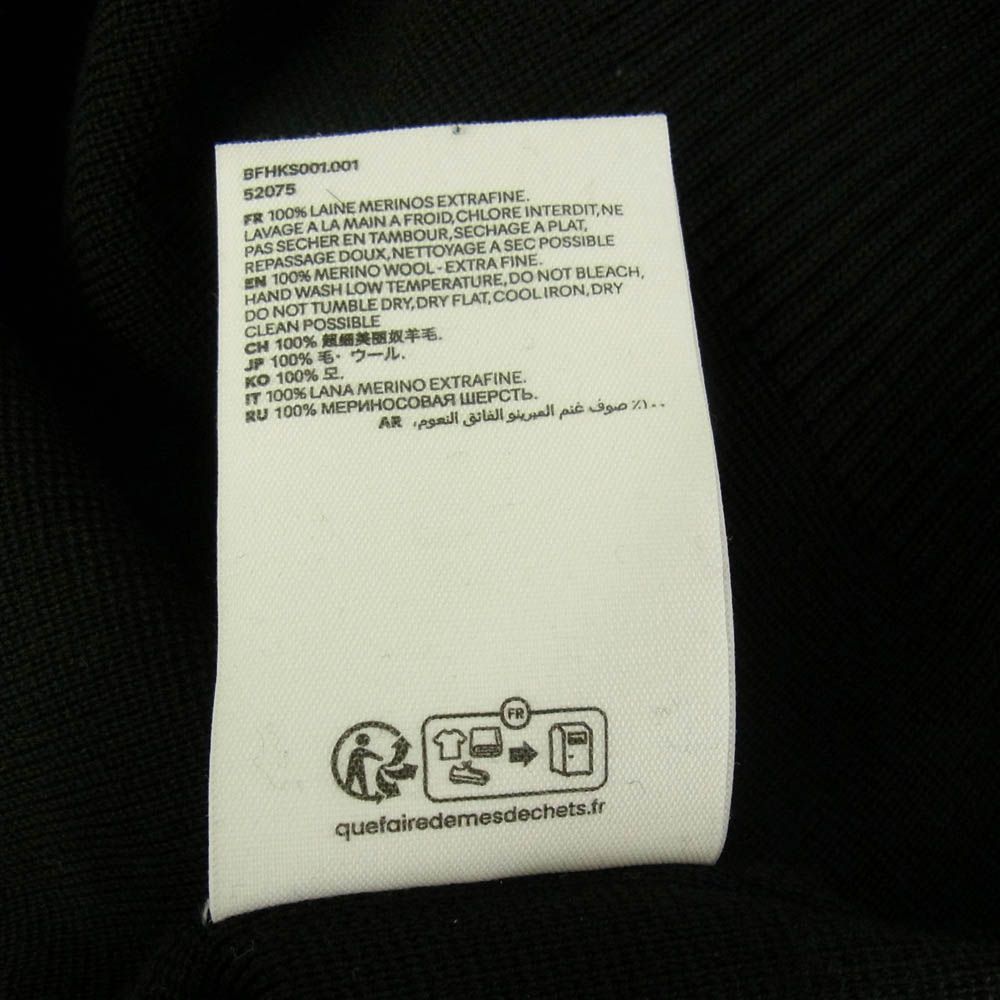 BFHKS001.001
52075
FR 100% LAINE MERINOS EXTRAFINE.
LAVAGE A LA MAIN A FROID, CHLORE INTERDIT, NE
PAS SECHER EN TAMBOUR, SECHAGE A PLAT,
REPASSAGE DOUX, NETTOYAGE A SEC POSSIBLE
EN 100% MERINO WOOL - EXTRA FINE.
HAND WASH LOW TEMPERATURE, DO NOT BLEACH,
DO NOT TUMBLE DRY, DRY FLAT, COOL IRON, DRY
CLEAN POSSIBLE
CH 100% 超细美丽奴羊毛.
JP 100% 毛・ウール.
KO 100% 모.
IT 100% LANA MERINO EXTRAFINE.
RU 100% МЕРИНОСОВАЯ ШЕРСТЬ.
AR ١٠٠٪ صوف غنم الميرينو الفائق النعوم،
FR
quefairedemesdechets.fr